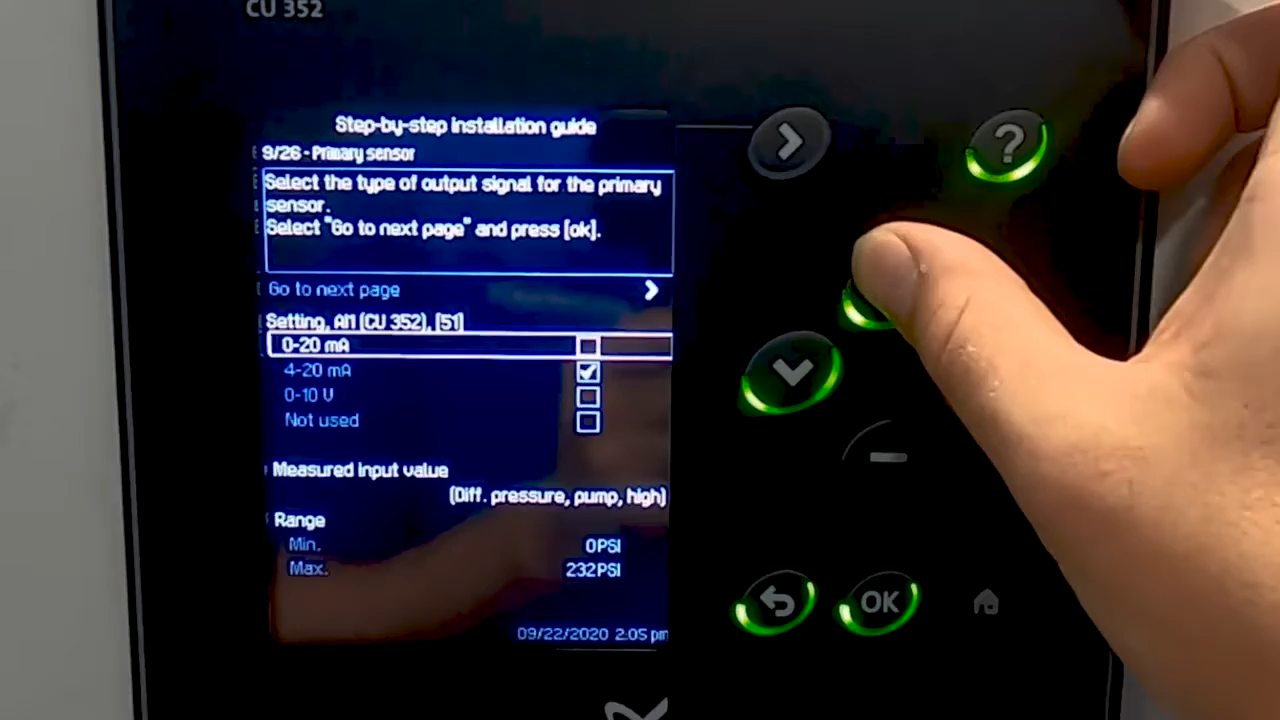 CU 352
Step-by-step installation guide
9/26 - Primary sensor
Select the type of output signal for the primary
sensor.
Select "Go to next page" and press [ok].
Go to next page
Setting, AI1 (CU 352), [51]
0-20 mA
4-20 mA
0-10 V
Not used
Measured input value
(Diff. pressure, pump, high)
Range
Min. 0PSI
Max. 232PSI
09/22/2020 2:05 pm
?
OK